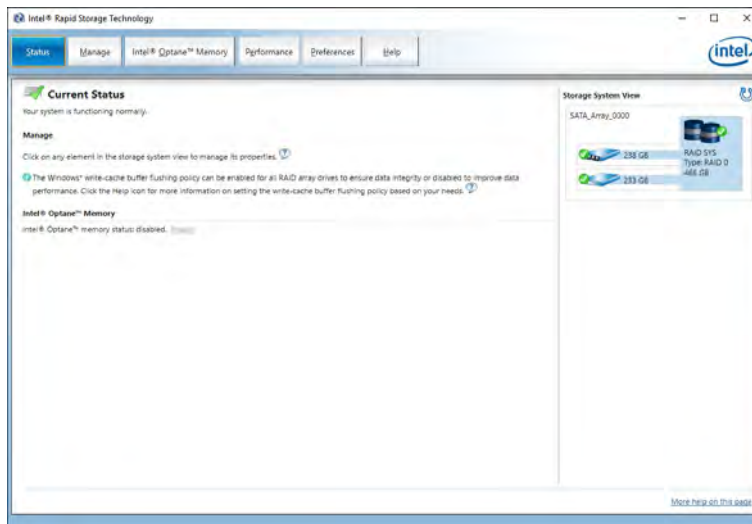 Intel® Rapid Storage Technology
Status Manage Intel® Optane™ Memory Performance Preferences Help
intel
Current Status
Your system is functioning normally.
Manage
Click on any element in the storage system view to manage its properties.
The Windows* write-cache buffer flushing policy can be enabled for all RAID array drives to ensure data integrity or disabled to improve data
performance. Click the Help icon for more information on setting the write-cache buffer flushing policy based on your needs.
Intel® Optane™ Memory
Intel® Optane™ memory status: disabled.
Storage System View
SATA_Array_0000
238 GB
233 GB
RAID SYS
Type: RAID 0
466 GB
More help on this page